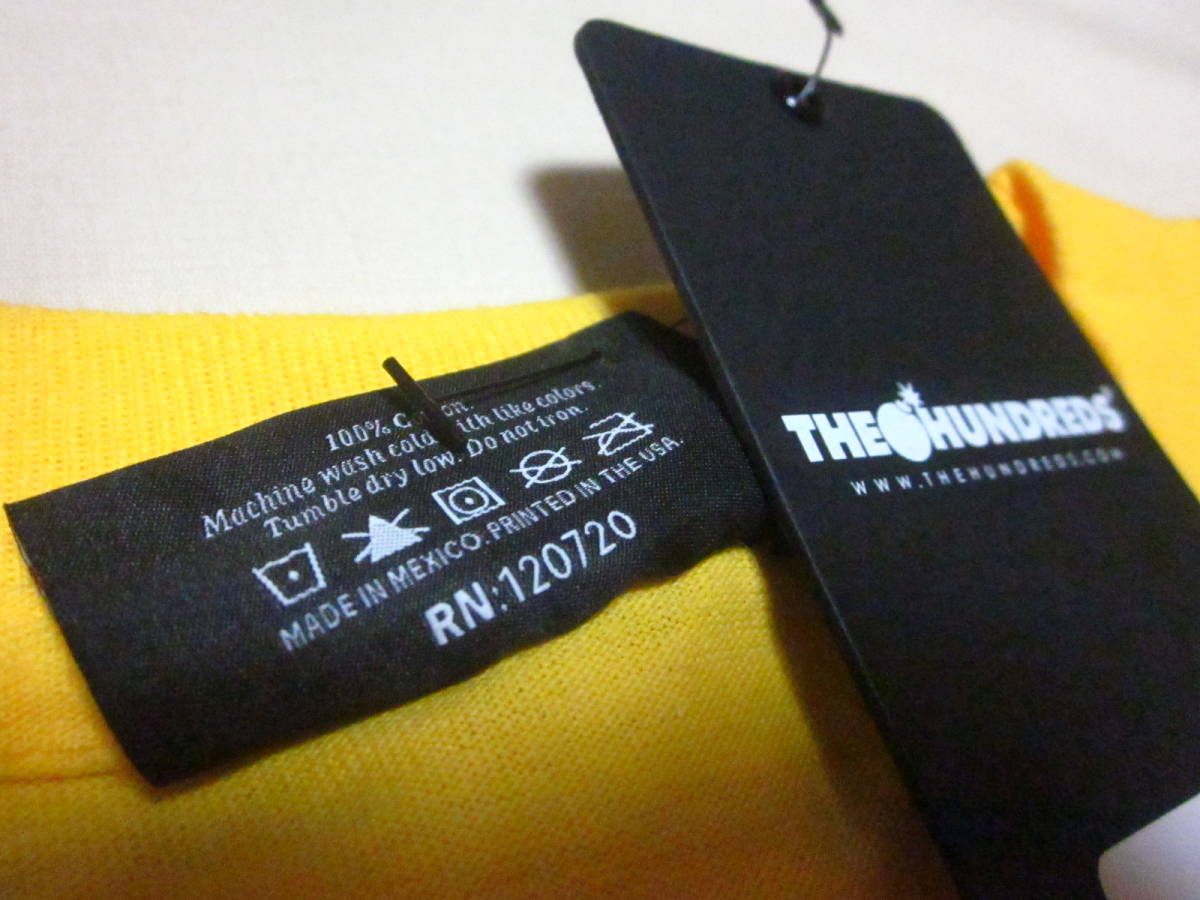 100% Cotton.
Machine wash cold with like colors.
Tumble dry low. Do not iron.
MADE IN MEXICO. PRINTED IN THE USA.
RN:120720
THE HUNDREDS®
WWW.THEHUNDREDS.COM